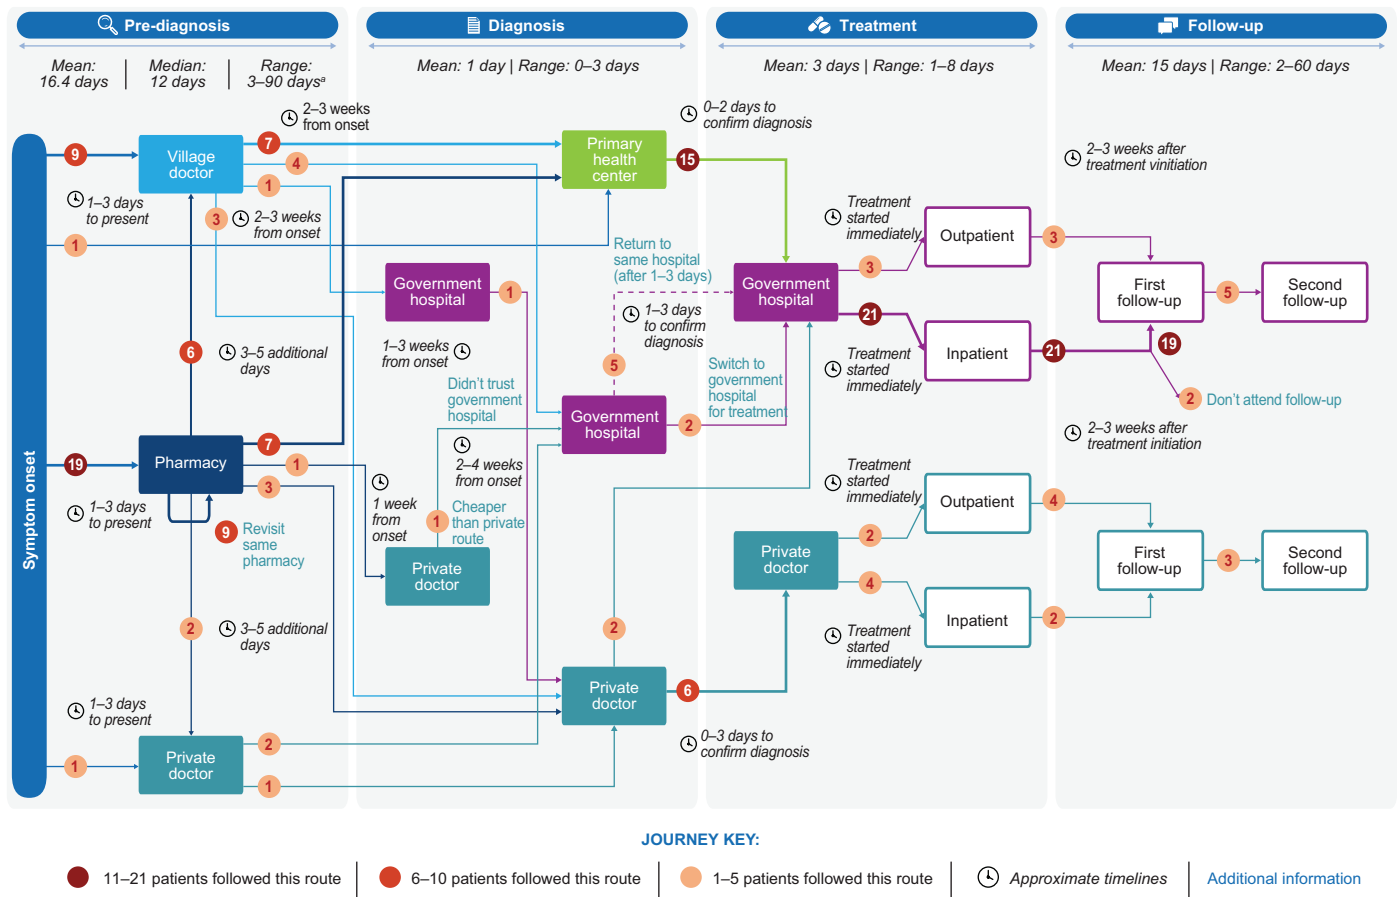 Pre-diagnosis
Diagnosis
Treatment
Follow-up
Mean:
16.4 days
Median:
12 days
Range:
3–90 daysª
Mean: 1 day | Range: 0–3 days
Mean: 3 days | Range: 1–8 days
Mean: 15 days | Range: 2–60 days
Symptom onset
9
1–3 days
to present
1
19
1–3 days
to present
1–3 days
to present
1
Village
doctor
2–3 weeks
from onset
7
4
1
3
2–3 weeks
from onset
6
3–5 additional
days
Pharmacy
7
1
3
9
Revisit
same
pharmacy
2
3–5 additional
days
Private
doctor
2
1
Government
hospital
1
1–3 weeks
from onset
Didn't trust
government
hospital
2–4 weeks
from onset
1 week
from
onset
1
Cheaper
than private
route
Private
doctor
Primary
health
center
15
0–2 days to
confirm diagnosis
Return to
same hospital
(after 1–3 days)
1–3 days
to confirm
diagnosis
5
Government
hospital
2
Switch to
government
hospital
for treatment
2
Private
doctor
6
0–3 days to
confirm diagnosis
Government
hospital
Treatment
started
immediately
3
21
Treatment
started
immediately
Outpatient
Inpatient
Private
doctor
Treatment
started
immediately
2
4
Treatment
started
immediately
Outpatient
Inpatient
2–3 weeks after
treatment vinitiation
3
21
First
follow-up
5
Second
follow-up
19
2
Don't attend follow-up
2–3 weeks after
treatment initiation
4
2
First
follow-up
3
Second
follow-up
JOURNEY KEY:
11–21 patients followed this route
6–10 patients followed this route
1–5 patients followed this route
Approximate timelines
Additional information